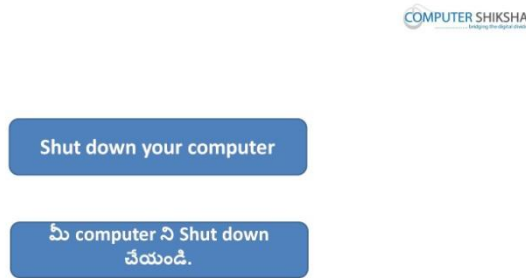 COMPUTER SHIKSHA
Shut down your computer
మీ computer ని Shut down
చేయండి.